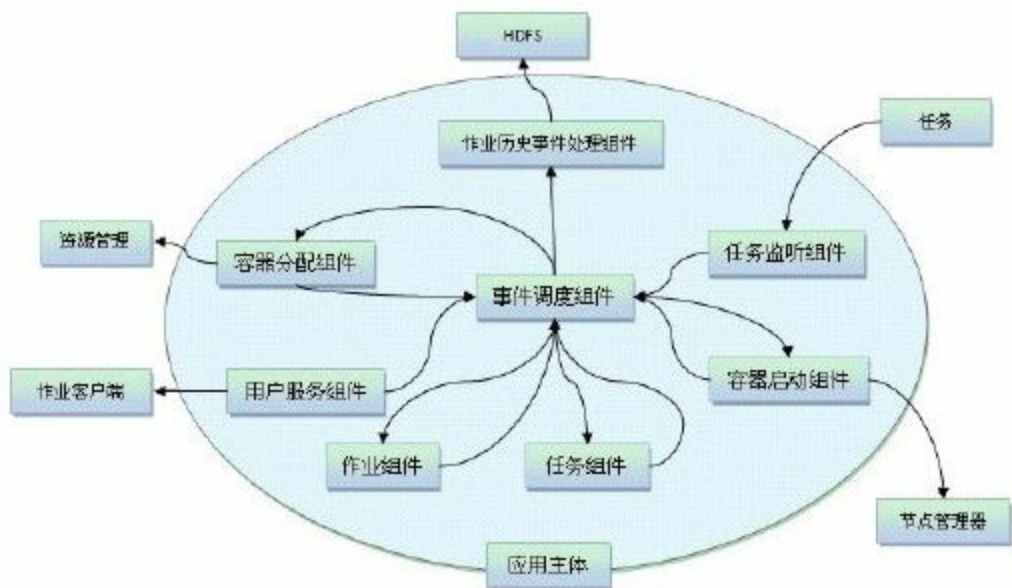 HDFS
任务
作业历史事件处理组件
资源管理
容器分配组件
任务监听组件
事件调度组件
作业客户端
用户服务组件
容器启动组件
作业组件
任务组件
节点管理器
应用主体